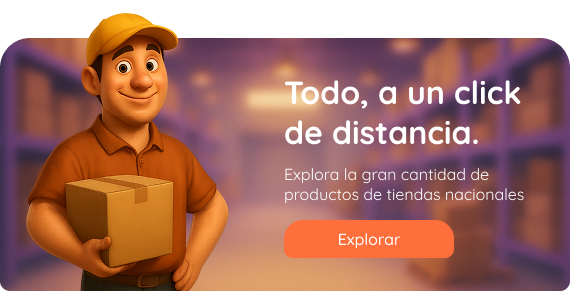 Todo, a un click
de distancia.
Explora la gran cantidad de
productos de tiendas nacionales
Explorar